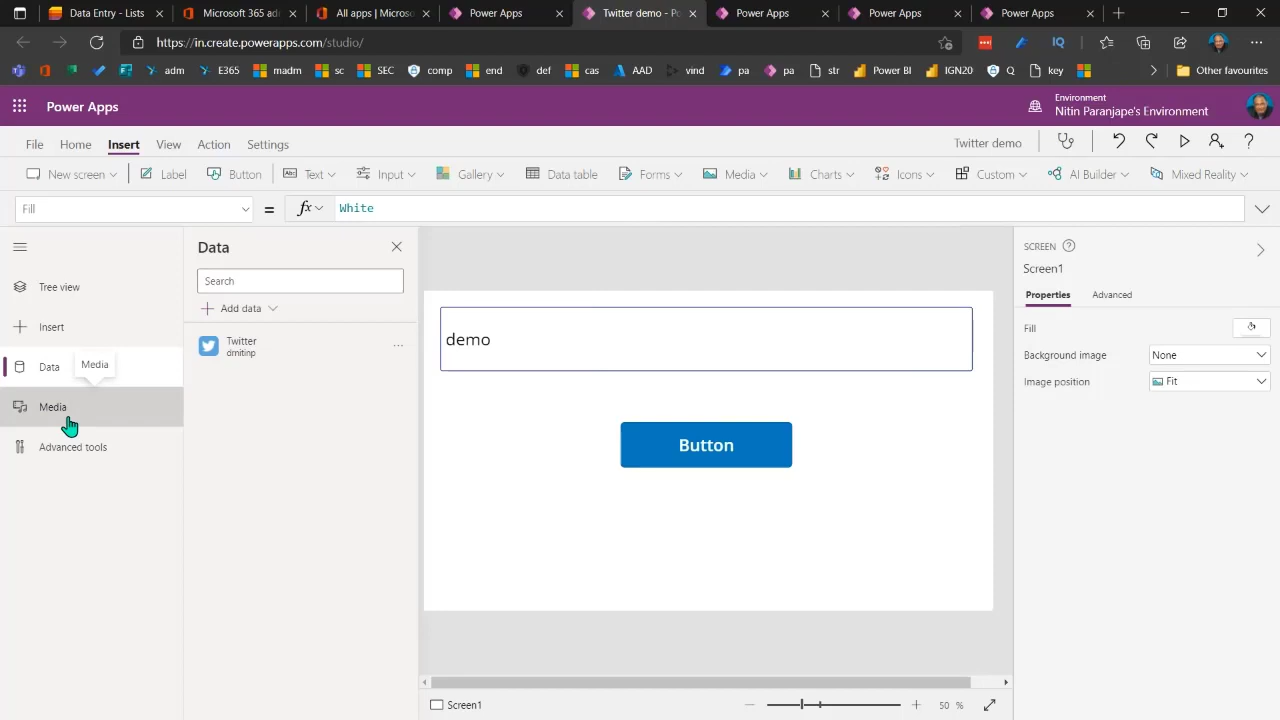 Data Entry - Lists
Microsoft 365 adm
All apps | Microso
Power Apps
Twitter demo - Po
Power Apps
Power Apps
Power Apps
https://in.create.powerapps.com/studio/
IQ
adm
E365
madm
sc
SEC
comp
end
def
cas
AAD
vind
pa
pa
str
Power BI
IGN20
Q
key
Other favourites
Power Apps
Environment
Nitin Paranjape's Environment
File
Home
Insert
View
Action
Settings
Twitter demo
?
New screen
Label
Button
Abc
Text
Input
Gallery
Data table
Forms
Media
Charts
Icons
Custom
AI Builder
Mixed Reality
Fill
=
fx
White
Tree view
Insert
Data
Media
Media
Advanced tools
Data
Search
Add data
Twitter
drnitinp
demo
Button
SCREEN ?
Screen1
Properties
Advanced
Fill
Background image
None
Image position
Fit
Screen1
50 %